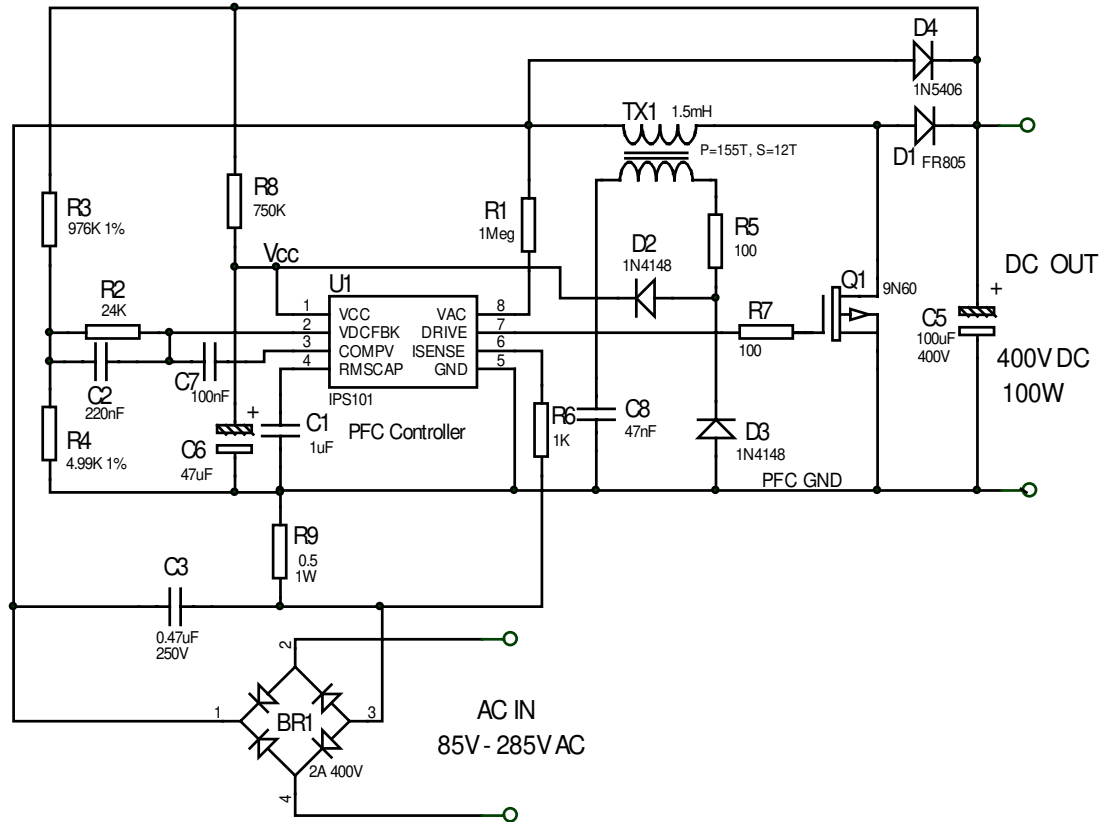 D4
1N5406
TX1 1.5mH
P=155T, S=12T
D1 FR805
R3
976K 1%
R8
750K
R1
1Meg
R5
100
D2
1N4148
Vcc
U1
R2
24K
1 VCC VAC 8
2 VDCFBK DRIVE 7
3 COMPV ISENSE 6
4 RMSCAP GND 5
IPS101
PFC Controller
Q1
9N60
DC OUT
+
C5
100uF
400V
400V DC
100W
R7
100
C2
220nF
C7
100nF
R4
4.99K 1%
+
C6
47uF
C1
1uF
R6
1K
C8
47nF
D3
1N4148
PFC GND
R9
0.5
1W
C3
0.47uF
250V
2
1
BR1
3
2A 400V
4
AC IN
85V - 285V AC